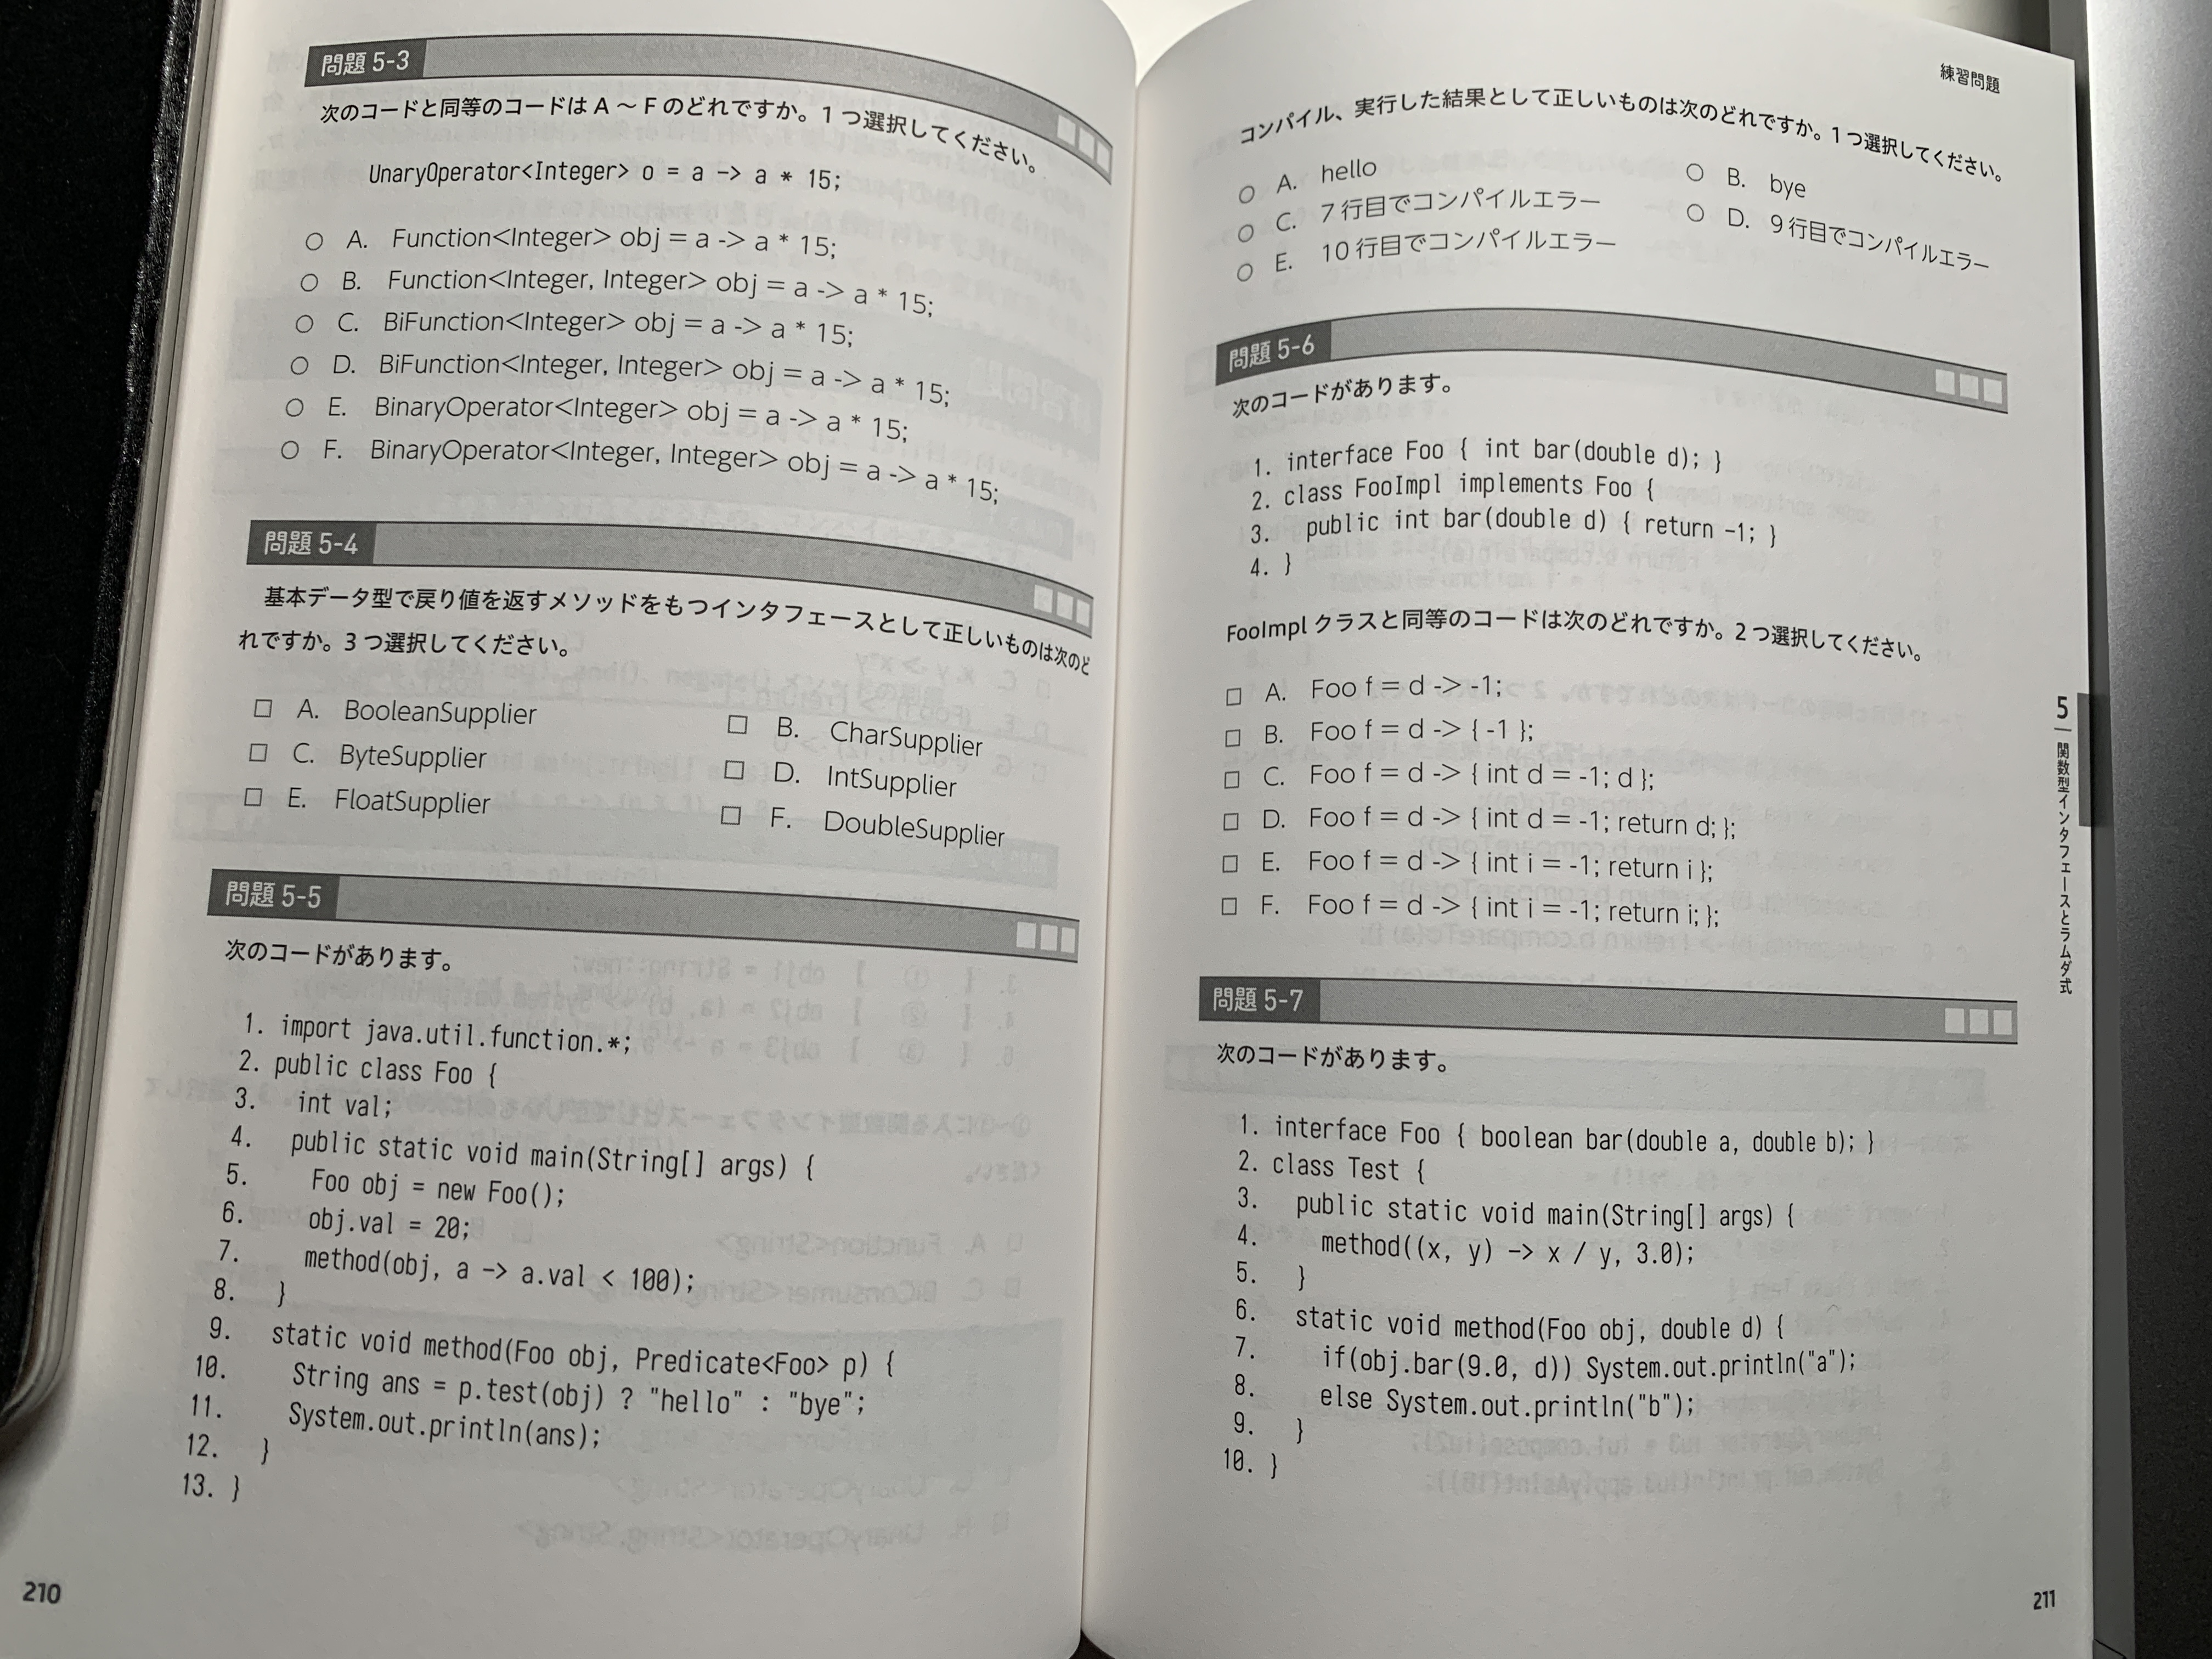 問題 5-3
次のコードと同等のコードは A ～ F のどれですか。1 つ選択してください。
UnaryOperator<Integer> o = a -> a * 15;
○ A. Function<Integer> obj = a -> a * 15;
○ B. Function<Integer, Integer> obj = a -> a * 15;
○ C. BiFunction<Integer> obj = a -> a * 15;
○ D. BiFunction<Integer, Integer> obj = a -> a * 15;
○ E. BinaryOperator<Integer> obj = a -> a * 15;
○ F. BinaryOperator<Integer, Integer> obj = a -> a * 15;
問題 5-4
基本データ型で戻り値を返すメソッドをもつインタフェースとして正しいものは次のど
れですか。3 つ選択してください。
□ A. BooleanSupplier □ B. CharSupplier
□ C. ByteSupplier □ D. IntSupplier
□ E. FloatSupplier □ F. DoubleSupplier
問題 5-5
次のコードがあります。
1. import java.util.function.*;
2. public class Foo {
3. int val;
4. public static void main(String[] args) {
5. Foo obj = new Foo();
6. obj.val = 20;
7. method(obj, a -> a.val < 100);
8. }
9. static void method(Foo obj, Predicate<Foo> p) {
10. String ans = p.test(obj) ? "hello" : "bye";
11. System.out.println(ans);
12. }
13. }
210
練習問題
コンパイル、実行した結果として正しいものは次のどれですか。1 つ選択してください。
○ A. hello ○ B. bye
○ C. 7 行目でコンパイルエラー ○ D. 9 行目でコンパイルエラー
○ E. 10 行目でコンパイルエラー
問題 5-6
次のコードがあります。
1. interface Foo { int bar(double d); }
2. class FooImpl implements Foo {
3. public int bar(double d) { return -1; }
4. }
FooImpl クラスと同等のコードは次のどれですか。2 つ選択してください。
□ A. Foo f = d -> -1;
□ B. Foo f = d -> { -1 };
□ C. Foo f = d -> { int d = -1; d };
□ D. Foo f = d -> { int d = -1; return d; };
□ E. Foo f = d -> { int i = -1; return i };
□ F. Foo f = d -> { int i = -1; return i; };
問題 5-7
次のコードがあります。
1. interface Foo { boolean bar(double a, double b); }
2. class Test {
3. public static void main(String[] args) {
4. method((x, y) -> x / y, 3.0);
5. }
6. static void method(Foo obj, double d) {
7. if(obj.bar(9.0, d)) System.out.println("a");
8. else System.out.println("b");
9. }
10. }
5
関数型インタフェースとラムダ式
211